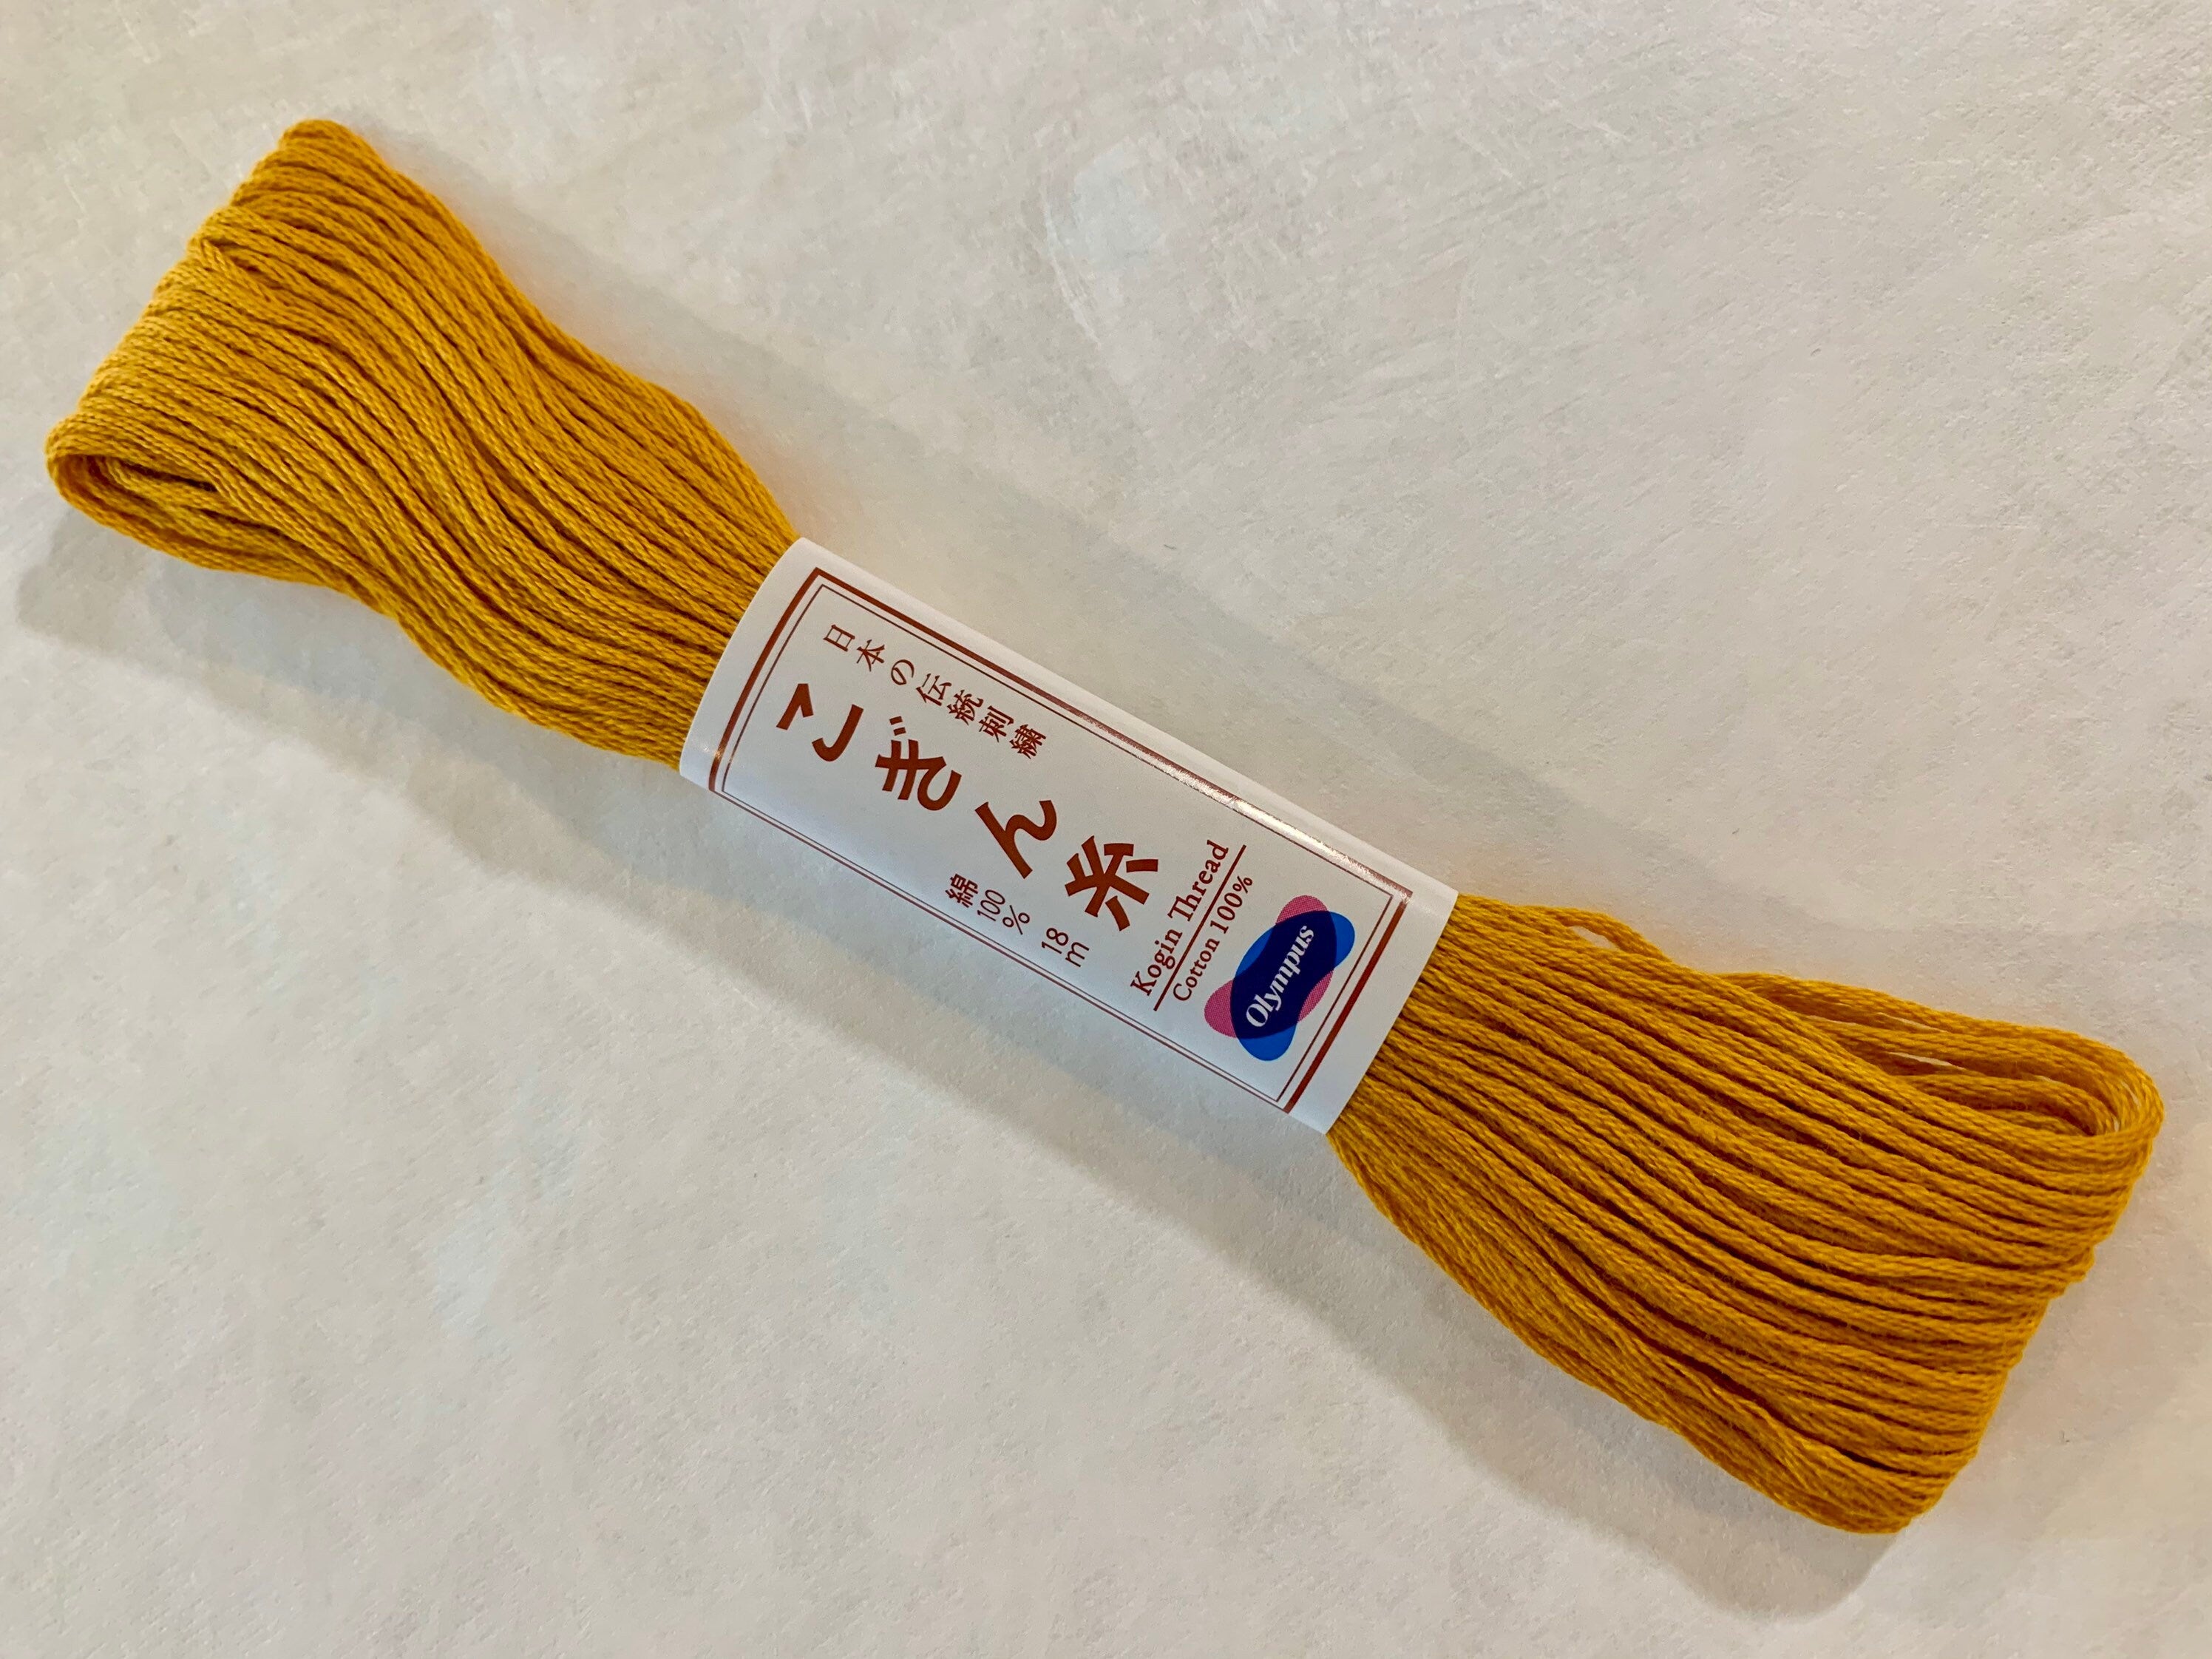 日本の伝統刺繍
こぎん糸
綿100% 18m
Kogin Thread
Cotton 100%
Olympus